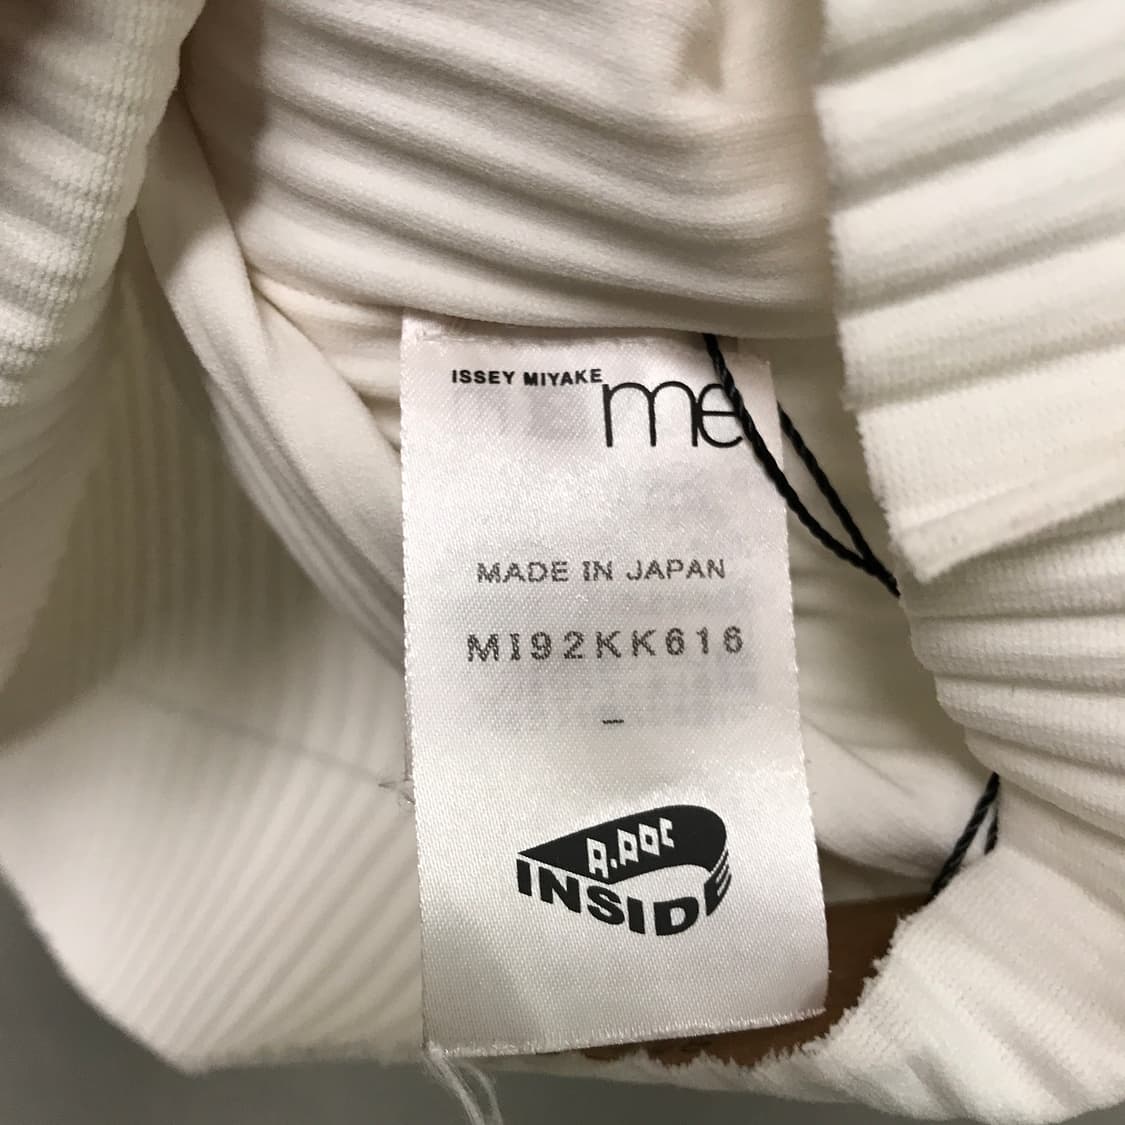 ISSEY MIYAKE
me
MADE IN JAPAN
MI92KK616
–
A.POC
INSIDE